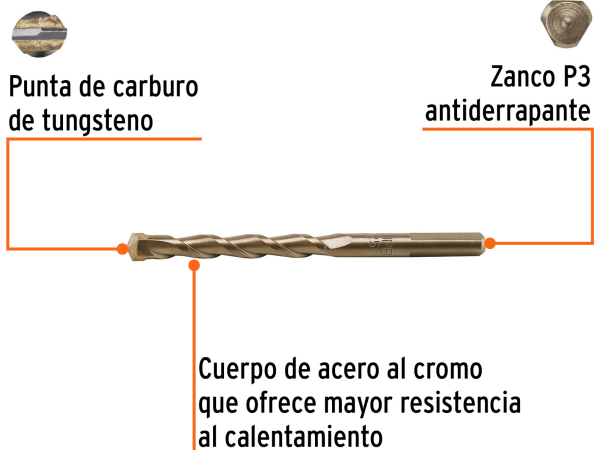 Punta de carburo
de tungsteno
Zanco P3
antiderrapante
Cuerpo de acero al cromo
que ofrece mayor resistencia
al calentamiento